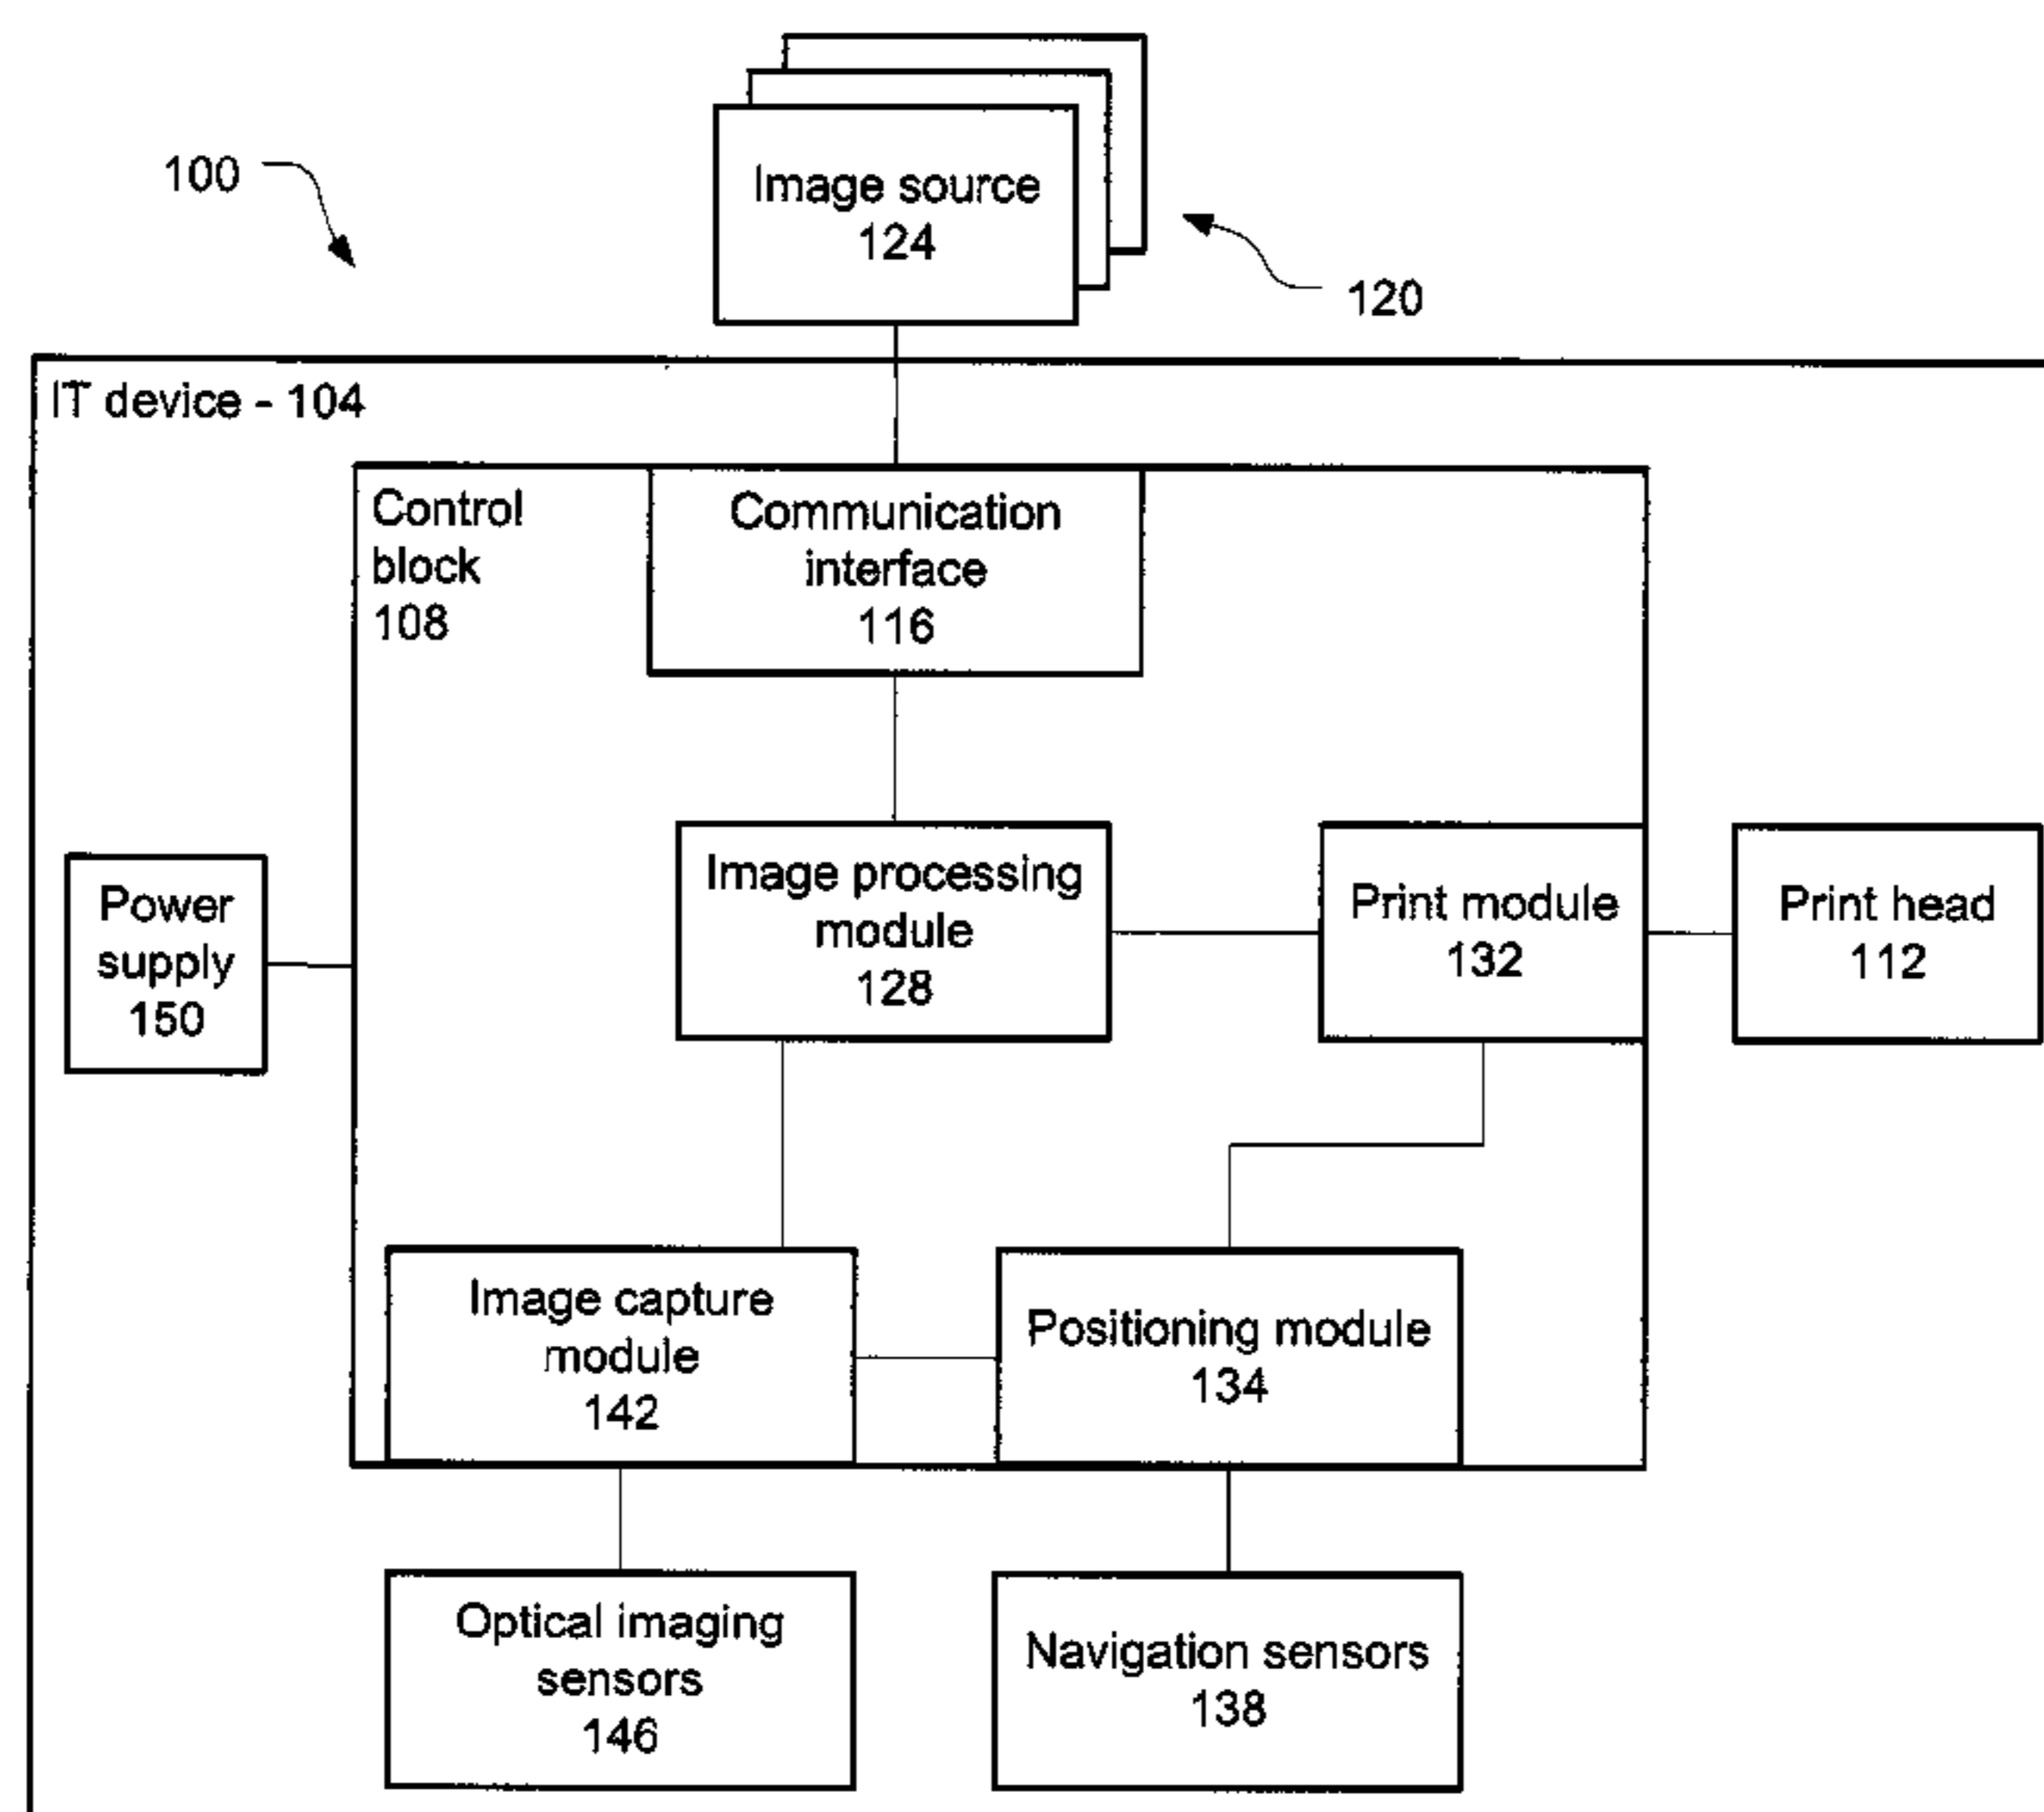 100
Image source
124
120
IT device - 104
Control
block
108
Communication
interface
116
Power
supply
150
Image processing
module
128
Print module
132
Print head
112
Image capture
module
142
Positioning module
134
Optical imaging
sensors
146
Navigation sensors
138